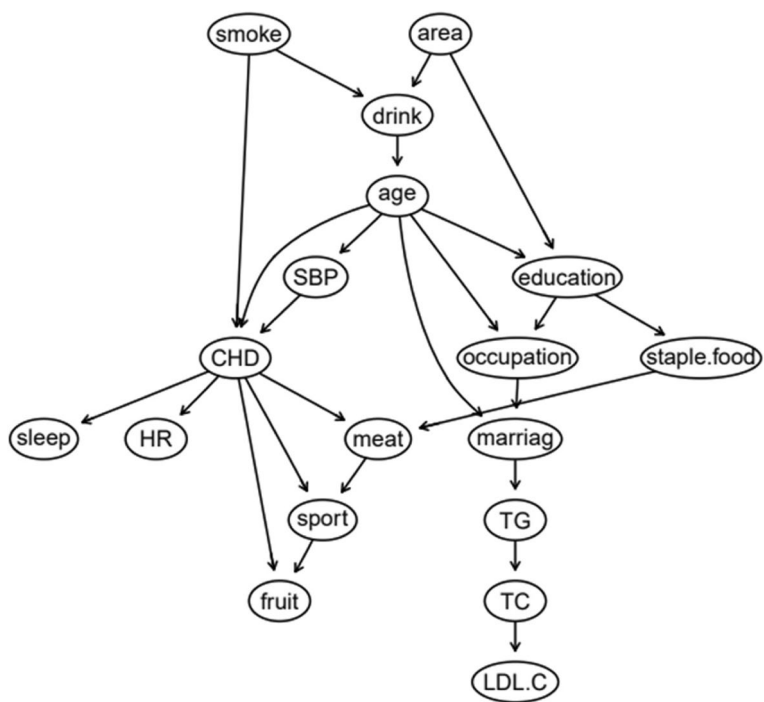 smoke
area
drink
age
SBP
education
CHD
occupation
staple.food
sleep
HR
meat
marriag
sport
TG
fruit
TC
LDL.C